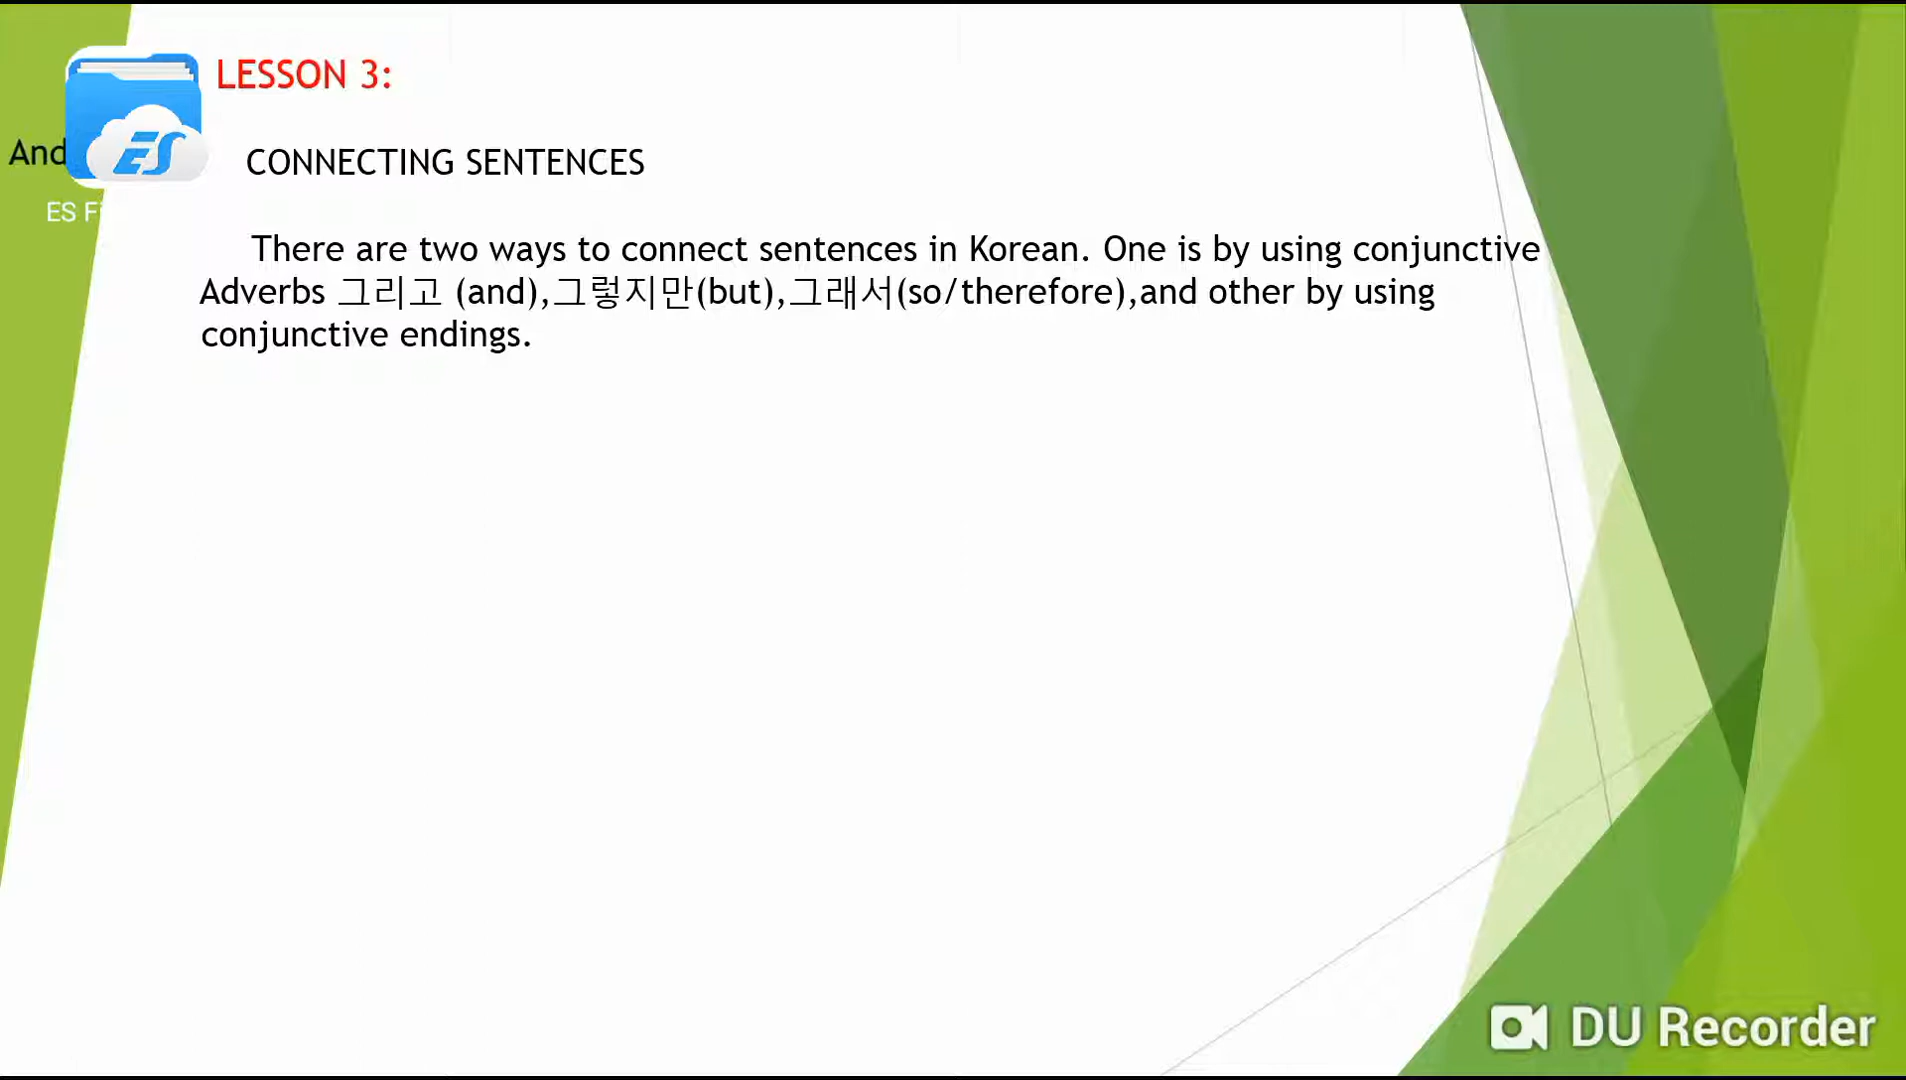 LESSON 3:
And
ES
CONNECTING SENTENCES
ES
There are two ways to connect sentences in Korean. One is by using conjunctive
Adverbs 그리고 (and),그렇지만(but),그래서(so/therefore),and other by using
conjunctive endings.
DU Recorder